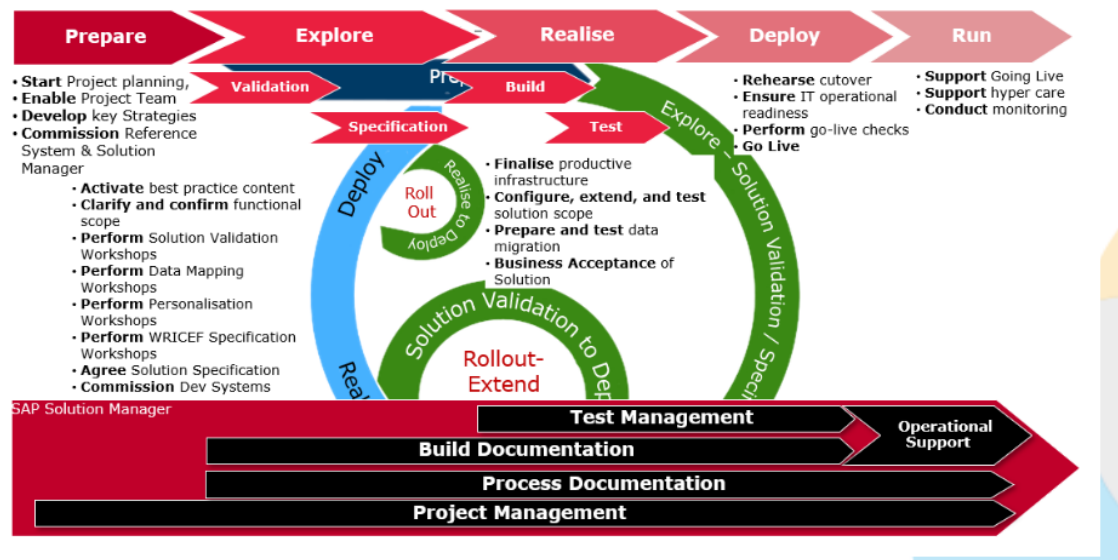 Prepare
Explore
Realise
Deploy
Run
• Start Project planning,
• Enable Project Team
• Develop key Strategies
• Commission Reference
System & Solution
Manager
• Activate best practice content
• Clarify and confirm functional
scope
• Perform Solution Validation
Workshops
• Perform Data Mapping
Workshops
• Perform Personalisation
Workshops
• Perform WRICEF Specification
Workshops
• Agree Solution Specification
• Commission Dev Systems
Validation
Specification
Build
Test
• Finalise productive
infrastructure
• Configure, extend, and test
solution scope
• Prepare and test data
migration
• Business Acceptance of
Solution
• Rehearse cutover
• Ensure IT operational
readiness
• Perform go-live checks
• Go Live
• Support Going Live
• Support hyper care
• Conduct monitoring
Deploy
Roll
Out
Realise to Deploy
Explore – Solution Validation / Speci
Solution Validation to Dep
Rollout-
Extend
SAP Solution Manager
Test Management
Operational
Support
Build Documentation
Process Documentation
Project Management